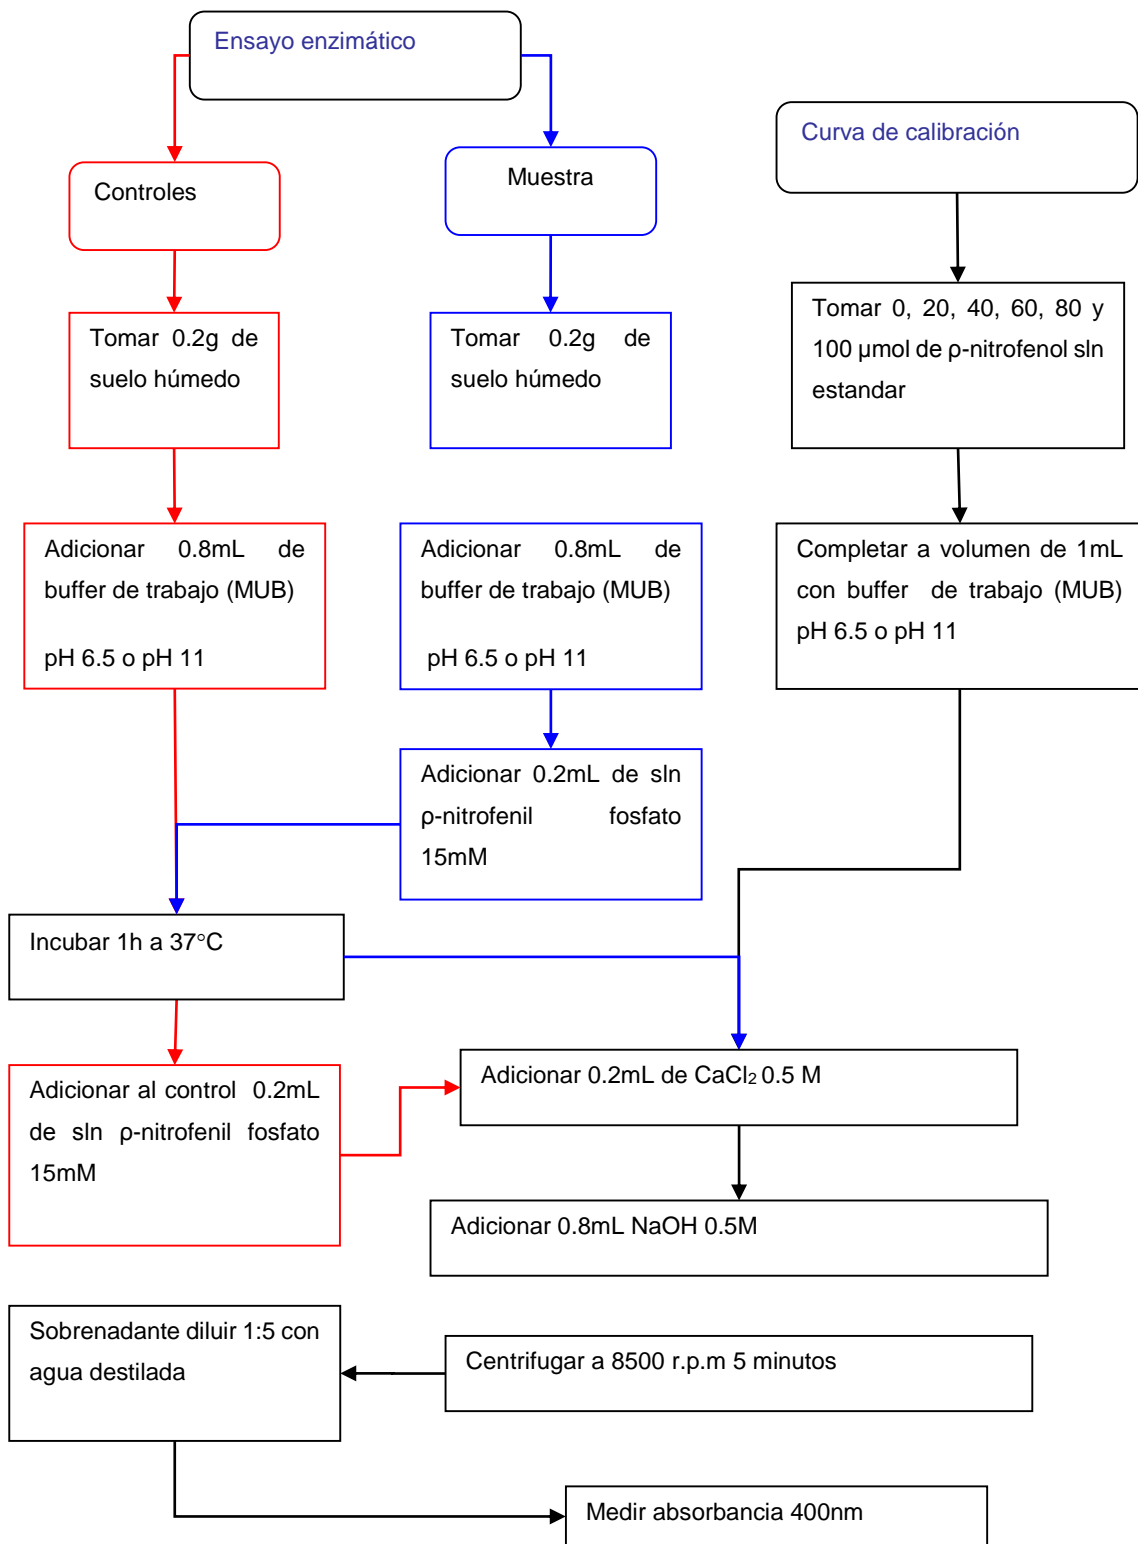 Ensayo enzimático
Controles
Muestra
Curva de calibración
Tomar 0.2g de
suelo húmedo
Tomar 0.2g de
suelo húmedo
Tomar 0, 20, 40, 60, 80 y
100 µmol de ρ-nitrofenol sln
estandar
Adicionar 0.8mL de
buffer de trabajo (MUB)
pH 6.5 o pH 11
Adicionar 0.8mL de
buffer de trabajo (MUB)
pH 6.5 o pH 11
Completar a volumen de 1mL
con buffer de trabajo (MUB)
pH 6.5 o pH 11
Adicionar 0.2mL de sln
ρ-nitrofenil fosfato
15mM
Incubar 1h a 37°C
Adicionar al control 0.2mL
de sln ρ-nitrofenil fosfato
15mM
Adicionar 0.2mL de CaCl₂ 0.5 M
Adicionar 0.8mL NaOH 0.5M
Centrifugar a 8500 r.p.m 5 minutos
Sobrenadante diluir 1:5 con
agua destilada
Medir absorbancia 400nm